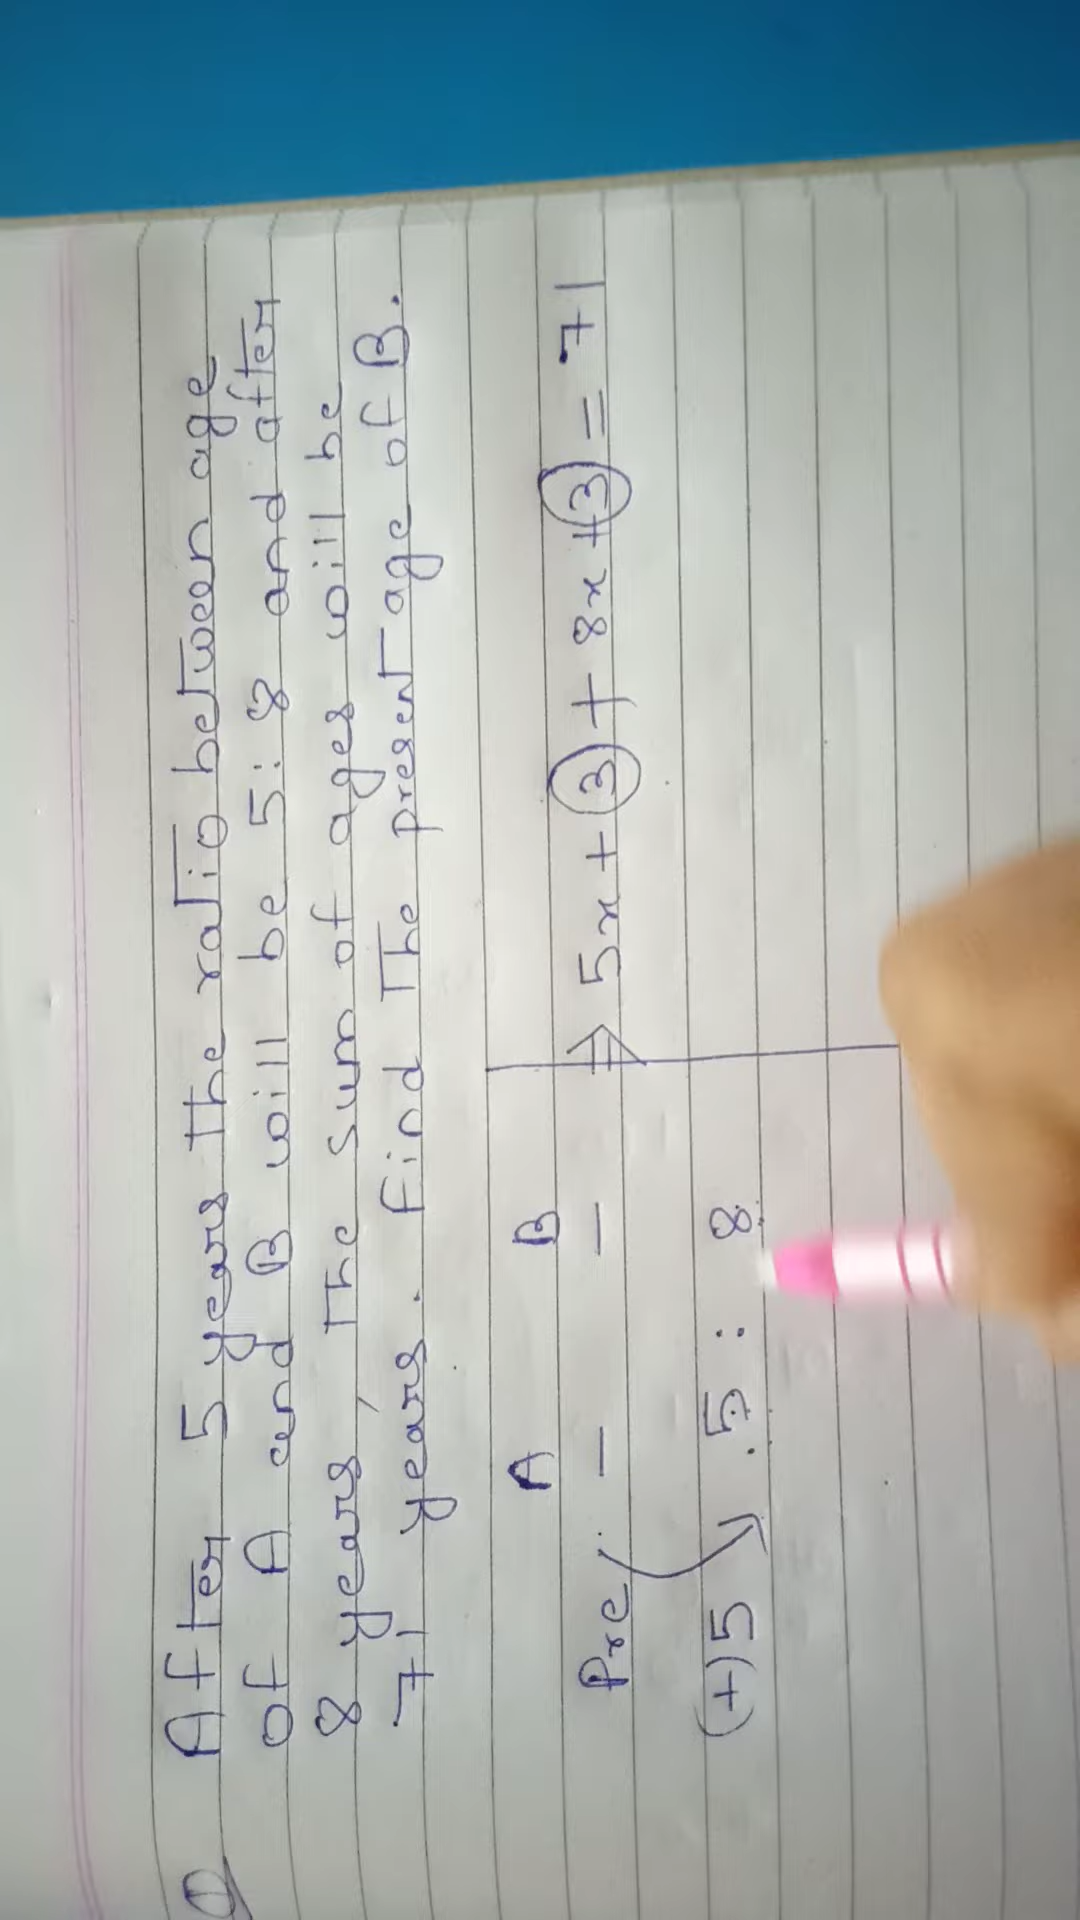 Q After 5 years the ratio between age
of A and B will be 5:8 and after
8 years, the sum of ages will be
71 years. find the present age of B.
A B
Pre. - - ⇒ 5x+3+8x+3=71
(+)5 5:8